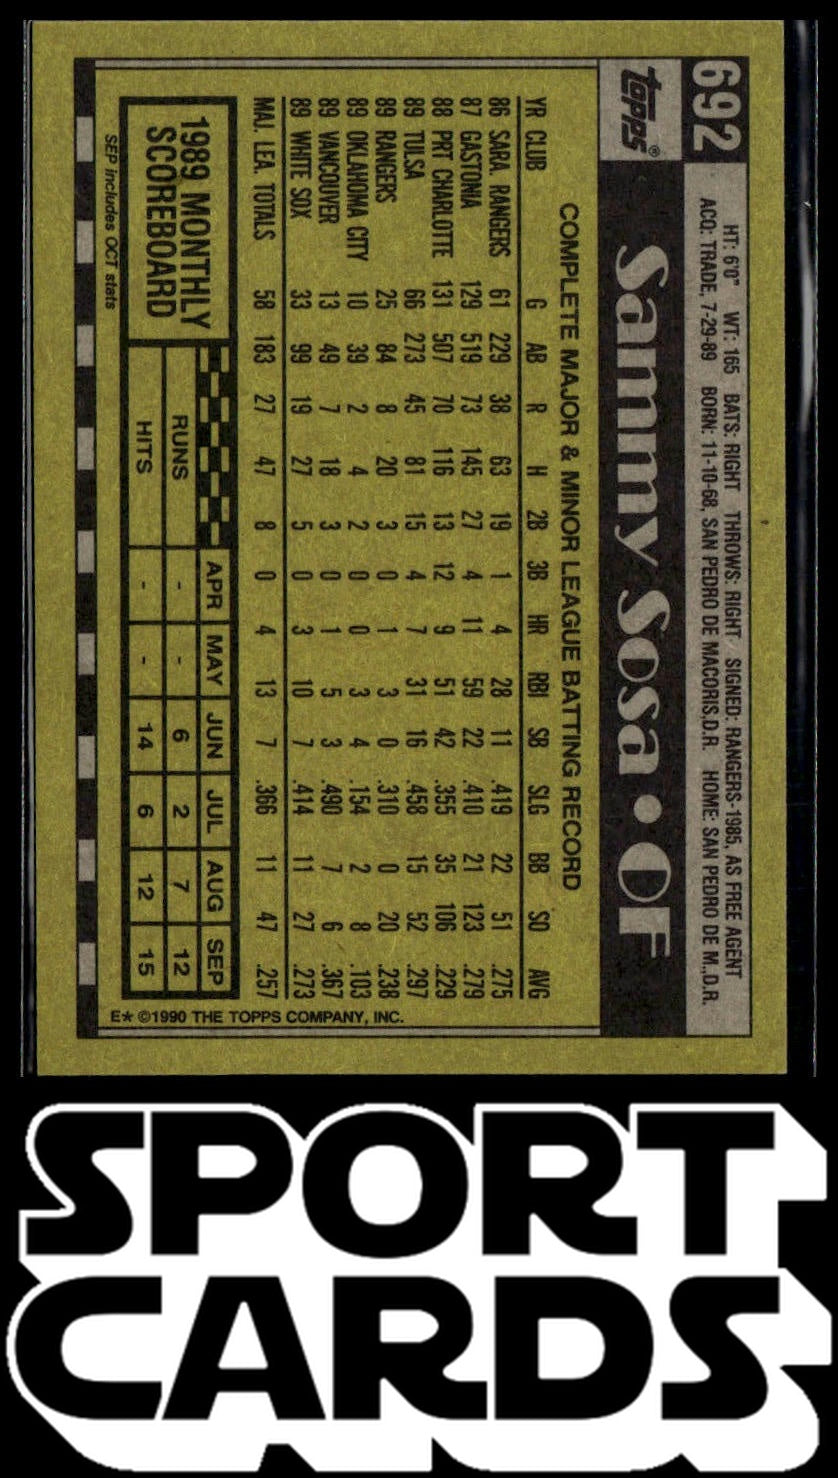 692
topps®
HT: 6'0" WT: 165 BATS: RIGHT THROWS: RIGHT SIGNED: RANGERS-1985, AS FREE AGENT
ACQ: TRADE, 7-29-89 BORN: 11-10-68, SAN PEDRO DE MACORIS, D.R. HOME: SAN PEDRO DE M., D.R.
Sammy Sosa • OF
COMPLETE MAJOR & MINOR LEAGUE BATTING RECORD
YR CLUB G AB R H 2B 3B HR RBI SB SLG BB SO AVG
86 SARA. RANGERS 61 229 38 63 19 1 4 28 11 .419 22 51 .275
87 GASTONIA 129 519 73 145 27 4 11 59 22 .410 21 123 .279
88 PRT CHARLOTTE 131 507 70 116 13 12 9 51 42 .355 35 106 .229
89 TULSA 66 273 45 81 15 4 7 31 16 .458 15 52 .297
89 RANGERS 25 84 8 20 3 0 1 3 0 .310 0 20 .238
89 OKLAHOMA CITY 10 39 2 4 2 0 0 3 4 .154 2 8 .103
89 VANCOUVER 13 49 7 18 3 0 1 5 3 .490 7 6 .367
89 WHITE SOX 33 99 19 27 5 0 3 10 7 .414 11 27 .273
MAJ. LEA. TOTALS 58 183 27 47 8 0 4 13 7 .366 11 47 .257
1989 MONTHLY
SCOREBOARD
APR MAY JUN JUL AUG SEP
RUNS - - 6 2 7 12
HITS - - 14 6 12 15
SEP includes OCT stats
E* ©1990 THE TOPPS COMPANY, INC.
SPORT
CARDS